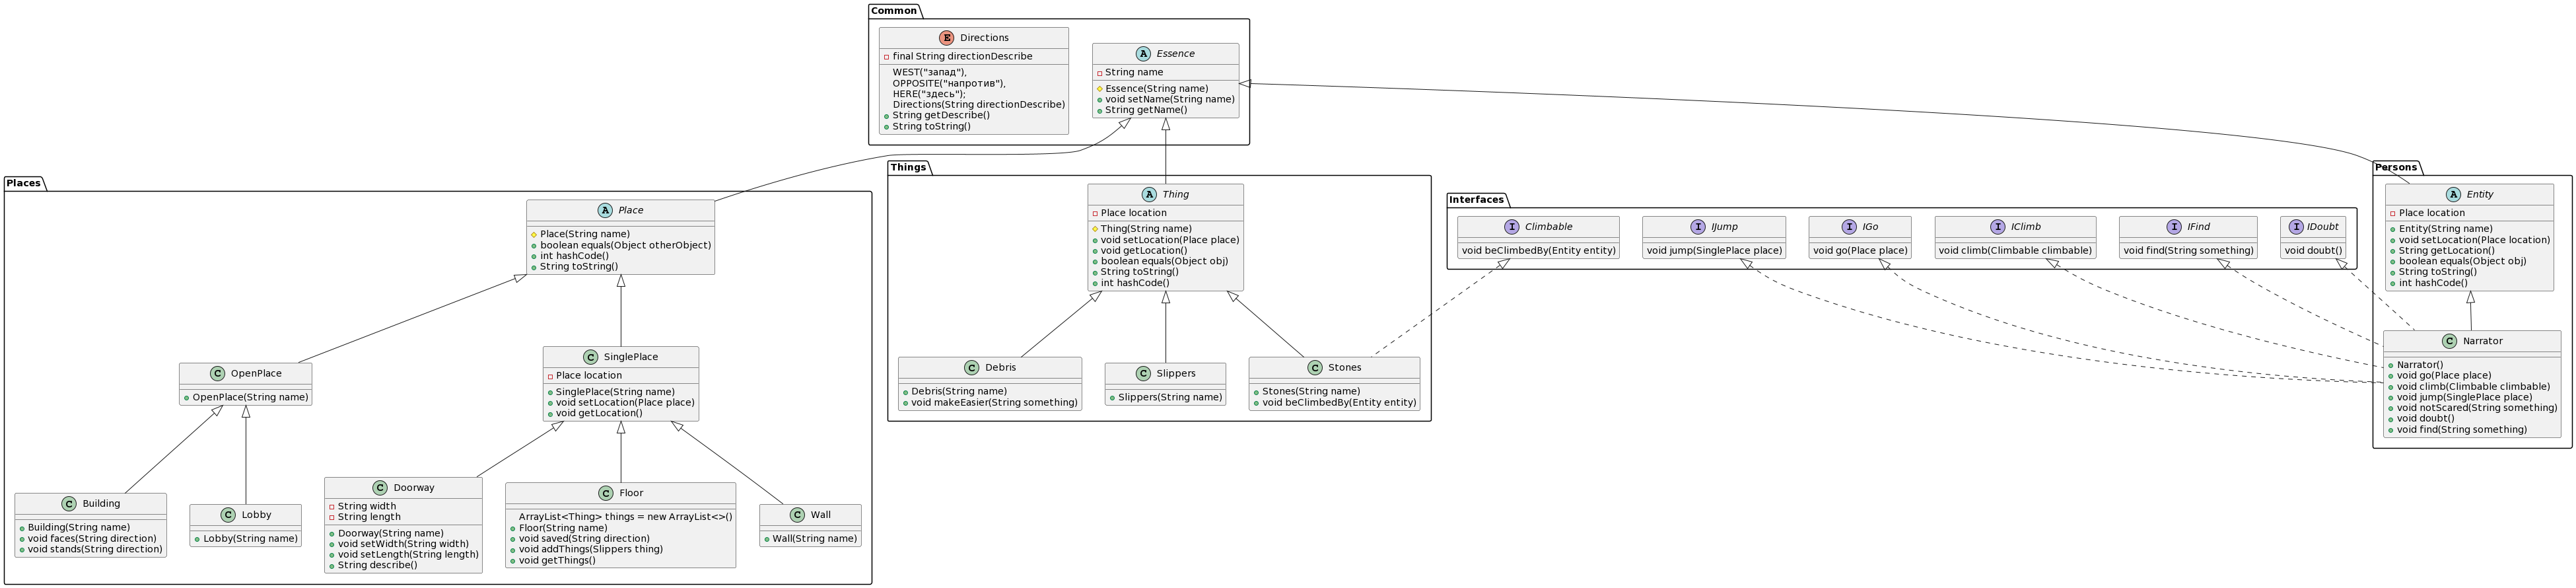 Common
E Directions
final String directionDescribe
WEST("запад"),
OPPOSITE("напротив"),
HERE("здесь");
Directions(String directionDescribe)
String getDescribe()
String toString()
A Essence
String name
Essence(String name)
void setName(String name)
String getName()
Places
A Place
Place(String name)
boolean equals(Object otherObject)
int hashCode()
String toString()
C OpenPlace
OpenPlace(String name)
C SinglePlace
Place location
SinglePlace(String name)
void setLocation(Place place)
void getLocation()
C Building
Building(String name)
void faces(String direction)
void stands(String direction)
C Lobby
Lobby(String name)
C Doorway
String width
String length
Doorway(String name)
void setWidth(String width)
void setLength(String length)
String describe()
C Floor
ArrayList<Thing> things = new ArrayList<>()
Floor(String name)
void saved(String direction)
void addThings(Slippers thing)
void getThings()
C Wall
Wall(String name)
Things
A Thing
Place location
Thing(String name)
void setLocation(Place place)
void getLocation()
boolean equals(Object obj)
String toString()
int hashCode()
C Debris
Debris(String name)
void makeEasier(String something)
C Slippers
Slippers(String name)
C Stones
Stones(String name)
void beClimbedBy(Entity entity)
Interfaces
I Climbable
void beClimbedBy(Entity entity)
I IJump
void jump(SinglePlace place)
I IGo
void go(Place place)
I IClimb
void climb(Climbable climbable)
I IFind
void find(String something)
I IDoubt
void doubt()
Persons
A Entity
Place location
Entity(String name)
void setLocation(Place location)
String getLocation()
boolean equals(Object obj)
String toString()
int hashCode()
C Narrator
Narrator()
void go(Place place)
void climb(Climbable climbable)
void jump(SinglePlace place)
void notScared(String something)
void doubt()
void find(String something)